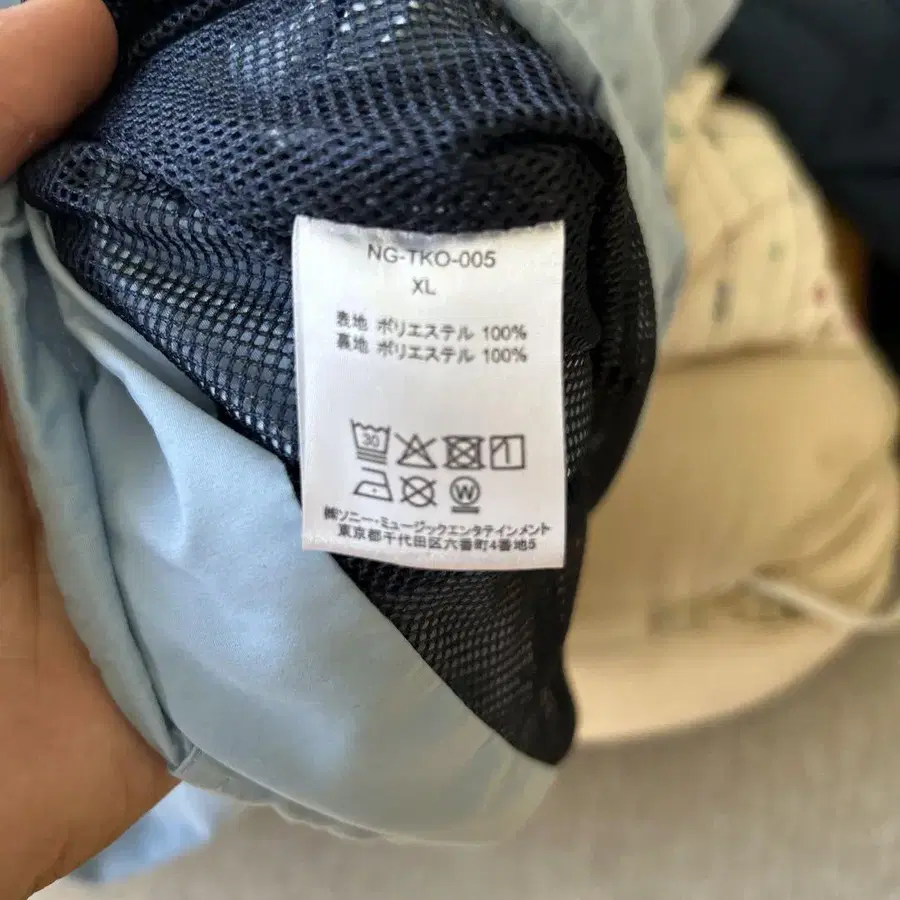 NG-TKO-005
XL
表地 ポリエステル 100%
裏地 ポリエステル 100%
30
W
㈱ソニー・ミュージックエンタテインメント
東京都千代田区六番町4番地5